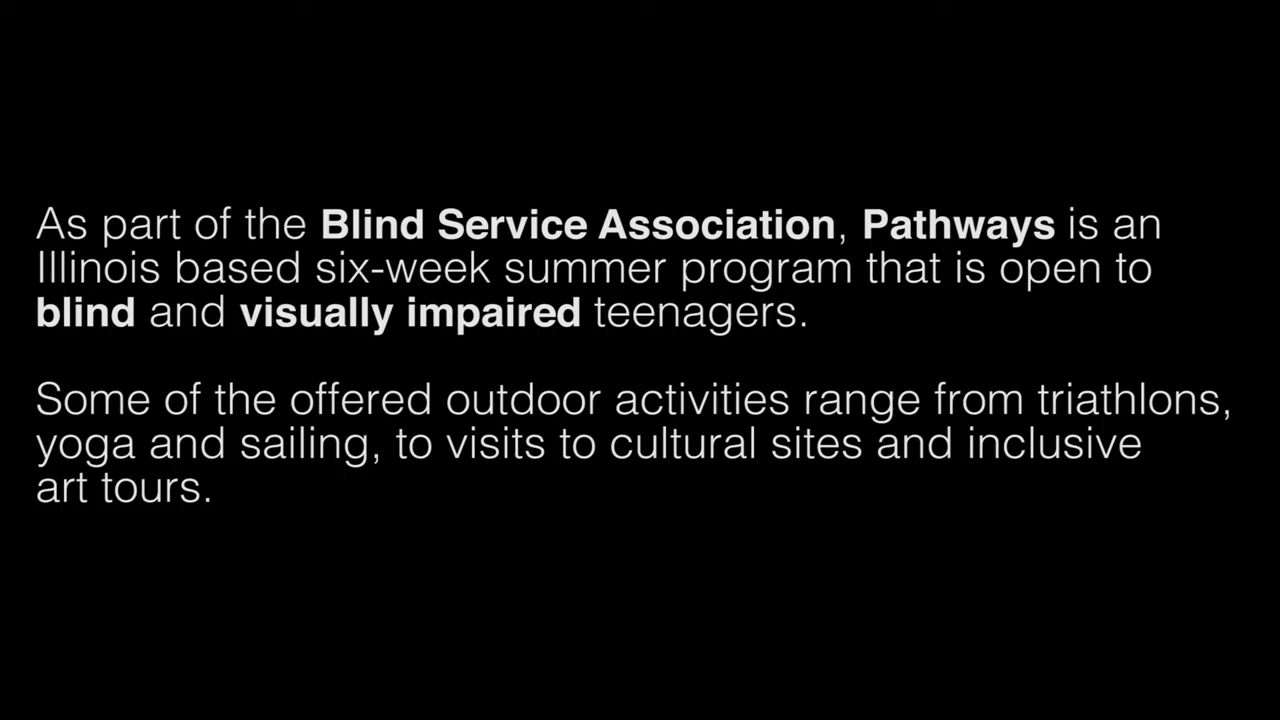 As part of the Blind Service Association, Pathways is an
Illinois based six-week summer program that is open to
blind and visually impaired teenagers.
Some of the offered outdoor activities range from triathlons,
yoga and sailing, to visits to cultural sites and inclusive
art tours.